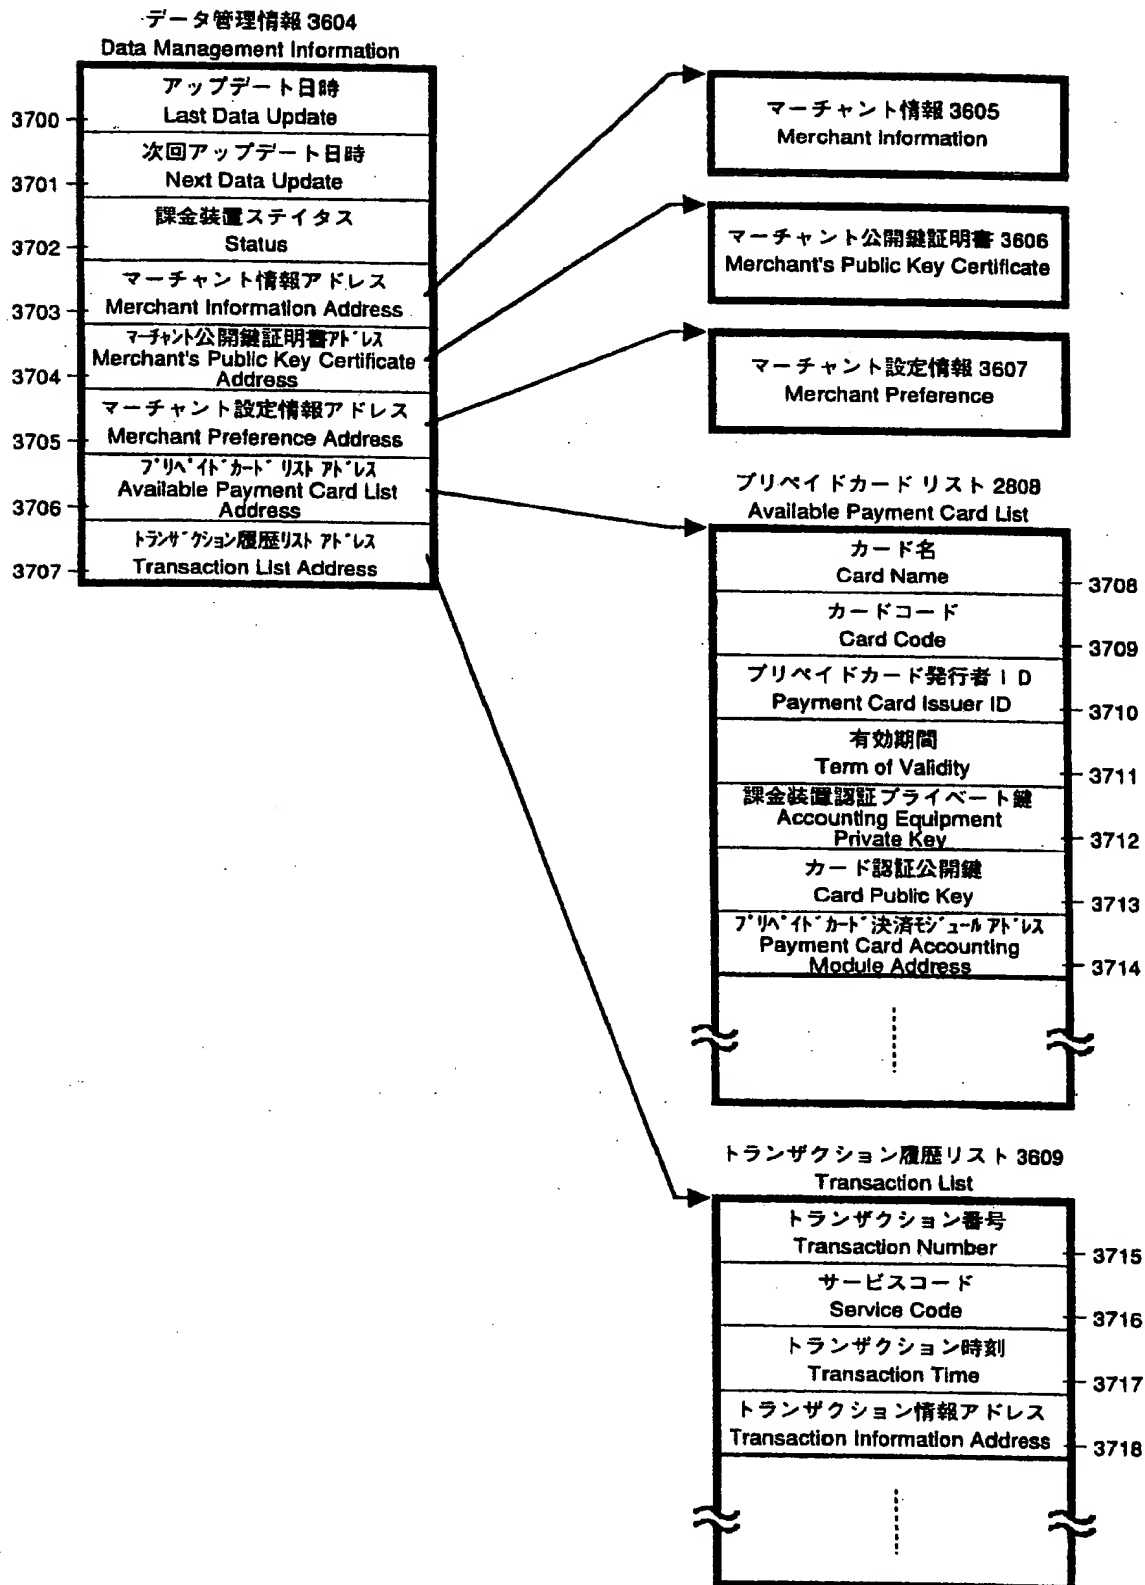 データ管理情報 3604
Data Management Information
アップデート日時
Last Data Update
3700
次回アップデート日時
Next Data Update
3701
課金装置ステイタス
Status
3702
マーチャント情報アドレス
Merchant Information Address
3703
マーチャント公開鍵証明書アドレス
Merchant's Public Key Certificate
Address
3704
マーチャント設定情報アドレス
Merchant Preference Address
3705
プリペイドカードリストアドレス
Available Payment Card List
Address
3706
トランザクション履歴リストアドレス
Transaction List Address
3707
マーチャント情報 3605
Merchant Information
マーチャント公開鍵証明書 3606
Merchant's Public Key Certificate
マーチャント設定情報 3607
Merchant Preference
プリペイドカード リスト 2808
Available Payment Card List
カード名
Card Name
3708
カードコード
Card Code
3709
プリペイドカード発行者ID
Payment Card Issuer ID
3710
有効期間
Term of Validity
3711
課金装置認証プライベート鍵
Accounting Equipment
Private Key
3712
カード認証公開鍵
Card Public Key
3713
プリペイドカード決済モジュールアドレス
Payment Card Accounting
Module Address
3714
トランザクション履歴リスト 3609
Transaction List
トランザクション番号
Transaction Number
3715
サービスコード
Service Code
3716
トランザクション時刻
Transaction Time
3717
トランザクション情報アドレス
Transaction Information Address
3718